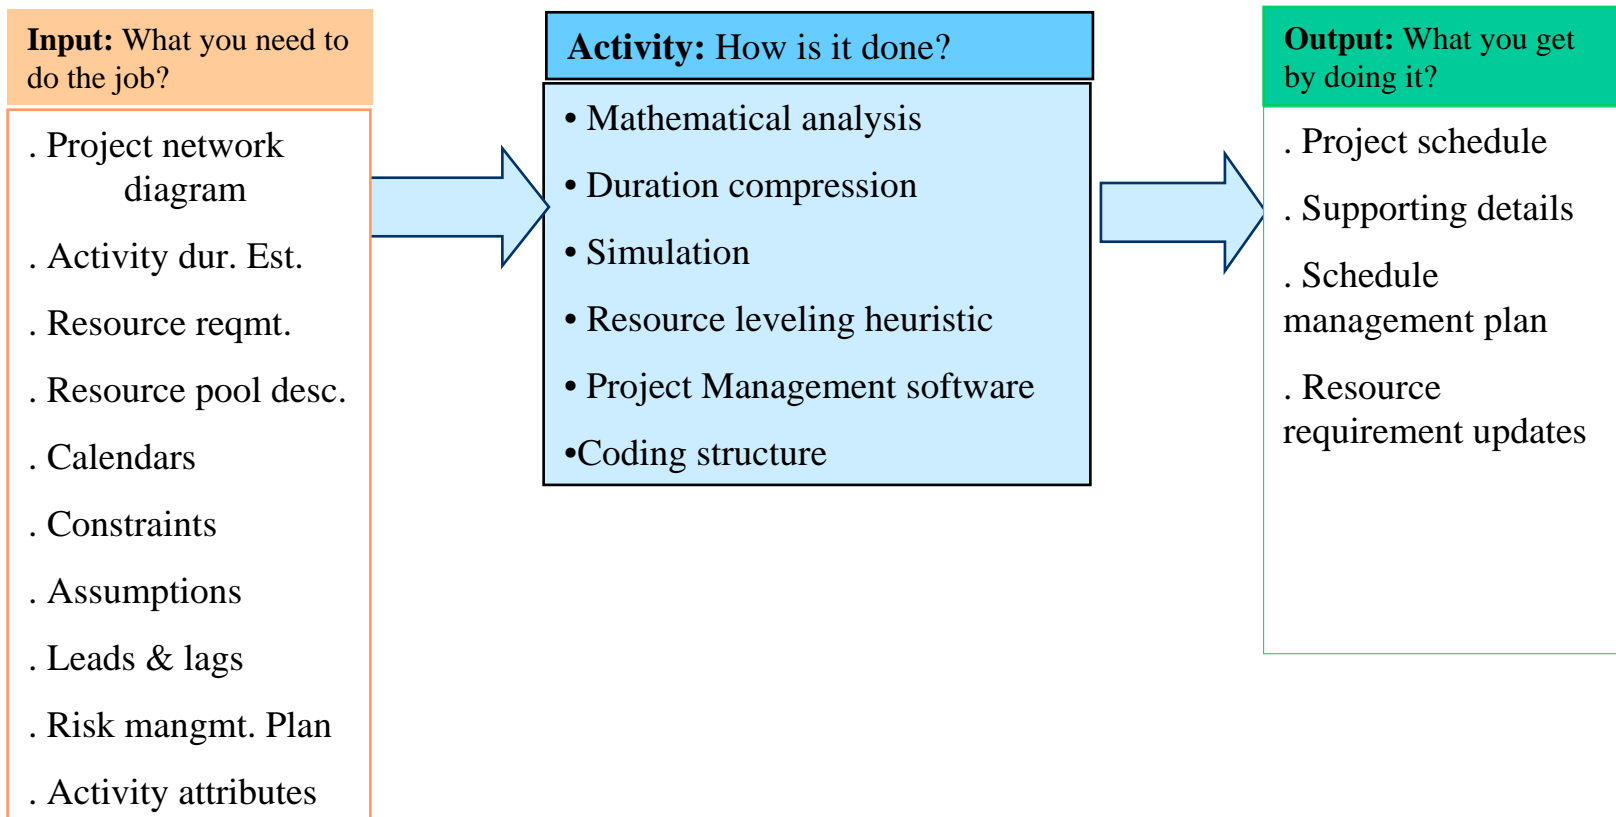 Input: What you need to
do the job?
. Project network
diagram
. Activity dur. Est.
. Resource reqmt.
. Resource pool desc.
. Calendars
. Constraints
. Assumptions
. Leads & lags
. Risk mangmt. Plan
. Activity attributes
Activity: How is it done?
• Mathematical analysis
• Duration compression
• Simulation
• Resource leveling heuristic
• Project Management software
•Coding structure
Output: What you get
by doing it?
. Project schedule
. Supporting details
. Schedule
management plan
. Resource
requirement updates